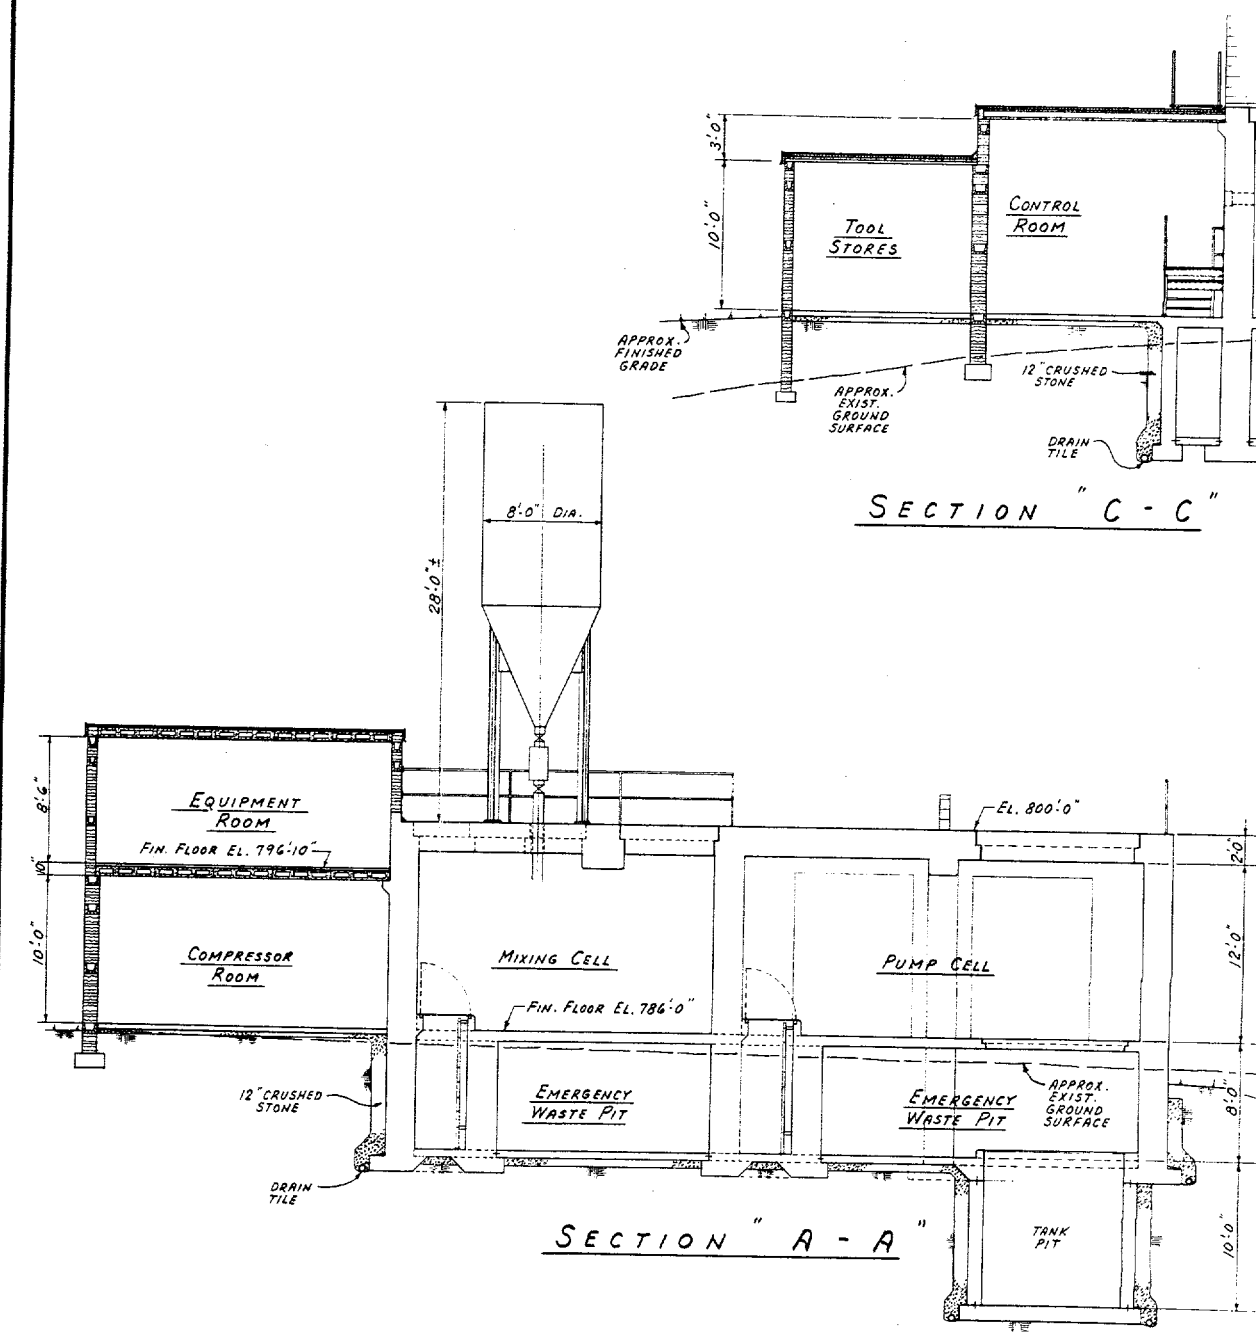 3'-0"
10'-0"
TOOL
STORES
CONTROL
ROOM
APPROX.
FINISHED
GRADE
APPROX.
EXIST.
GROUND
SURFACE
12" CRUSHED
STONE
DRAIN
TILE
SECTION "C-C"
8'-0" DIA.
28'-0" ±
8'-6"
10"
10'-0"
EQUIPMENT
ROOM
FIN. FLOOR EL. 796'-10"
COMPRESSOR
ROOM
MIXING CELL
FIN. FLOOR EL. 786'-0"
EL. 800'-0"
PUMP CELL
2'-0"
12'-0"
8'-0"
10'-0"
EMERGENCY
WASTE PIT
EMERGENCY
WASTE PIT
APPROX.
EXIST.
GROUND
SURFACE
12" CRUSHED
STONE
DRAIN
TILE
TANK
PIT
SECTION "A-A"